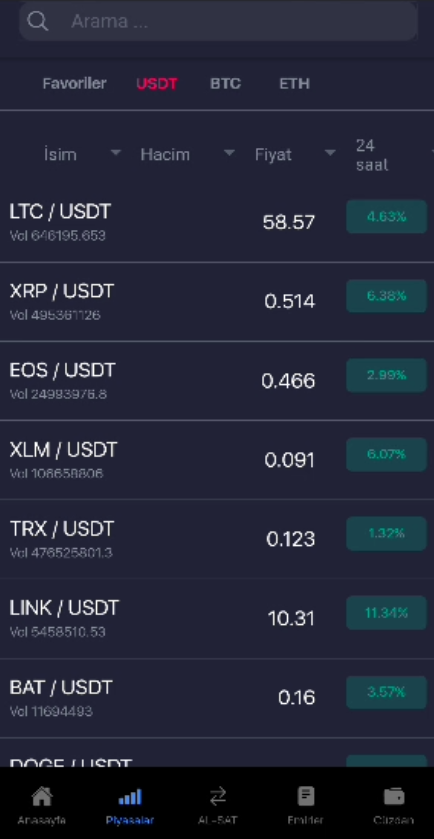 Arama ...
Favoriler USDT BTC ETH
İsim Hacim Fiyat 24 saat
LTC / USDT 58.57 4.63%
Vol 646195.653
XRP / USDT 0.514 6.38%
Vol 495361126
EOS / USDT 0.466 2.99%
Vol 24993976.8
XLM / USDT 0.091 6.07%
Vol 106658806
TRX / USDT 0.123 1.32%
Vol 476525801.3
LINK / USDT 10.31 11.34%
Vol 5458510.53
BAT / USDT 0.16 3.57%
Vol 11694493
DOGE / USDT
Anasayfa Piyasalar AL-SAT Emirler Cüzdan